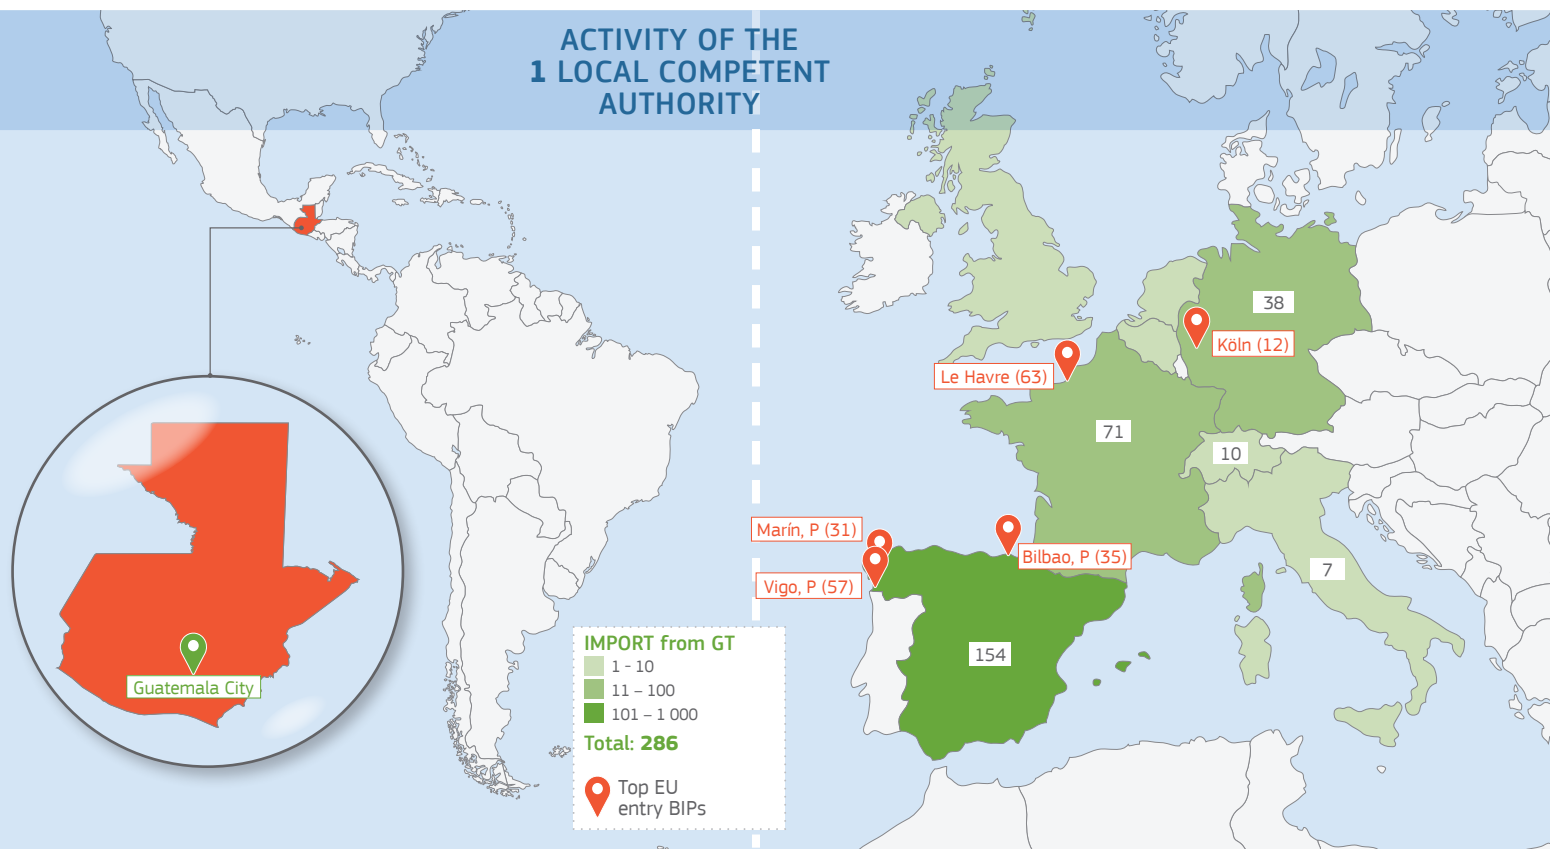 ACTIVITY OF THE
1 LOCAL COMPETENT
AUTHORITY
38
Köln (12)
Le Havre (63)
71
10
Marín, P (31)
Bilbao, P (35)
Vigo, P (57)
7
154
Guatemala City
IMPORT from GT
1 - 10
11 – 100
101 – 1 000
Total: 286
Top EU
entry BIPs